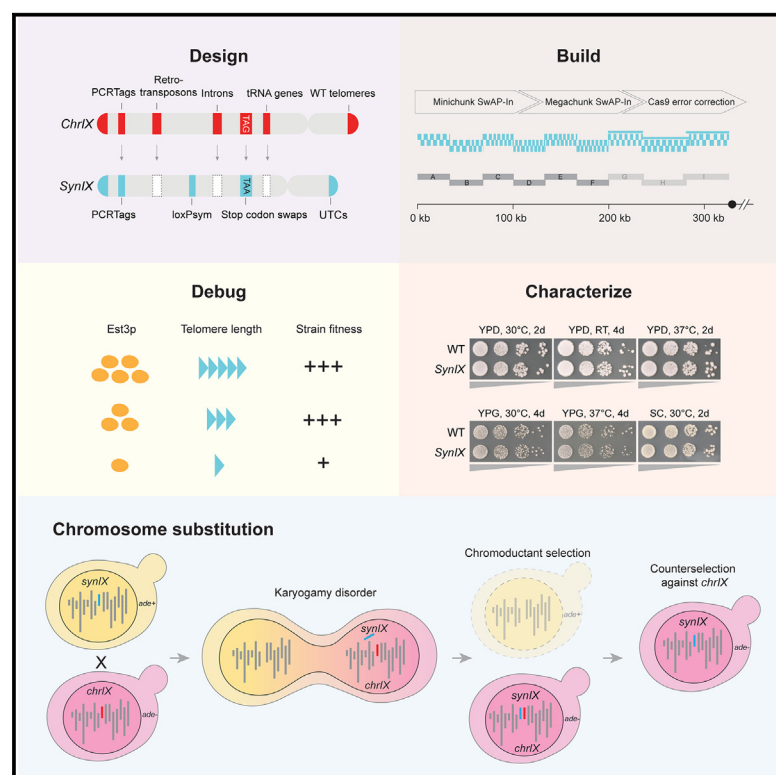 Design
PCRTags
Retro-
transposons
Introns
tRNA genes
WT telomeres
ChrIX
TAG
SynIX
TAA
PCRTags
loxPsym
Stop codon swaps
UTCs
Build
Minichunk SwAP-In
Megachunk SwAP-In
Cas9 error correction
A
B
C
D
E
F
G
H
I
0 kb
100 kb
200 kb
300 kb
Debug
Est3p
Telomere length
Strain fitness
+++
+++
+
Characterize
YPD, 30°C, 2d
YPD, RT, 4d
YPD, 37°C, 2d
WT
SynIX
YPG, 30°C, 4d
YPG, 37°C, 4d
SC, 30°C, 2d
WT
SynIX
Chromosome substitution
synIX
ade+
X
chrIX
ade-
Karyogamy disorder
synIX
chrIX
Chromoductant selection
ade+
synIX
chrIX
ade-
Counterselection
against chrIX
synIX
ade-